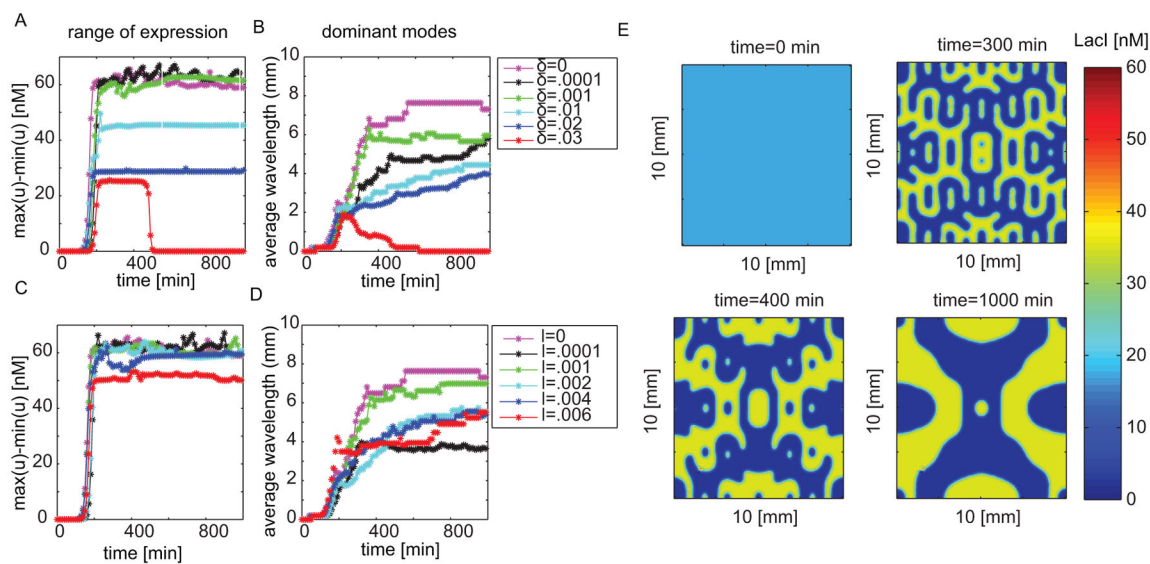 A
range of expression
max(u)-min(u) [nM]
60
40
20
0
0
400
800
time [min]
B
dominant modes
average wavelength (mm)
10
8
6
4
2
0
0
400
800
time [min]
δ=0
δ=.0001
δ=.001
δ=.01
δ=.02
δ=.03
C
max(u)-min(u) [nM]
60
40
20
0
0
400
800
time [min]
D
average wavelength (mm)
10
8
6
4
2
0
0
400
800
time [min]
l=0
l=.0001
l=.001
l=.002
l=.004
l=.006
E
time=0 min
10 [mm]
10 [mm]
time=300 min
10 [mm]
10 [mm]
time=400 min
10 [mm]
10 [mm]
time=1000 min
10 [mm]
10 [mm]
LacI [nM]
60
50
40
30
20
10
0